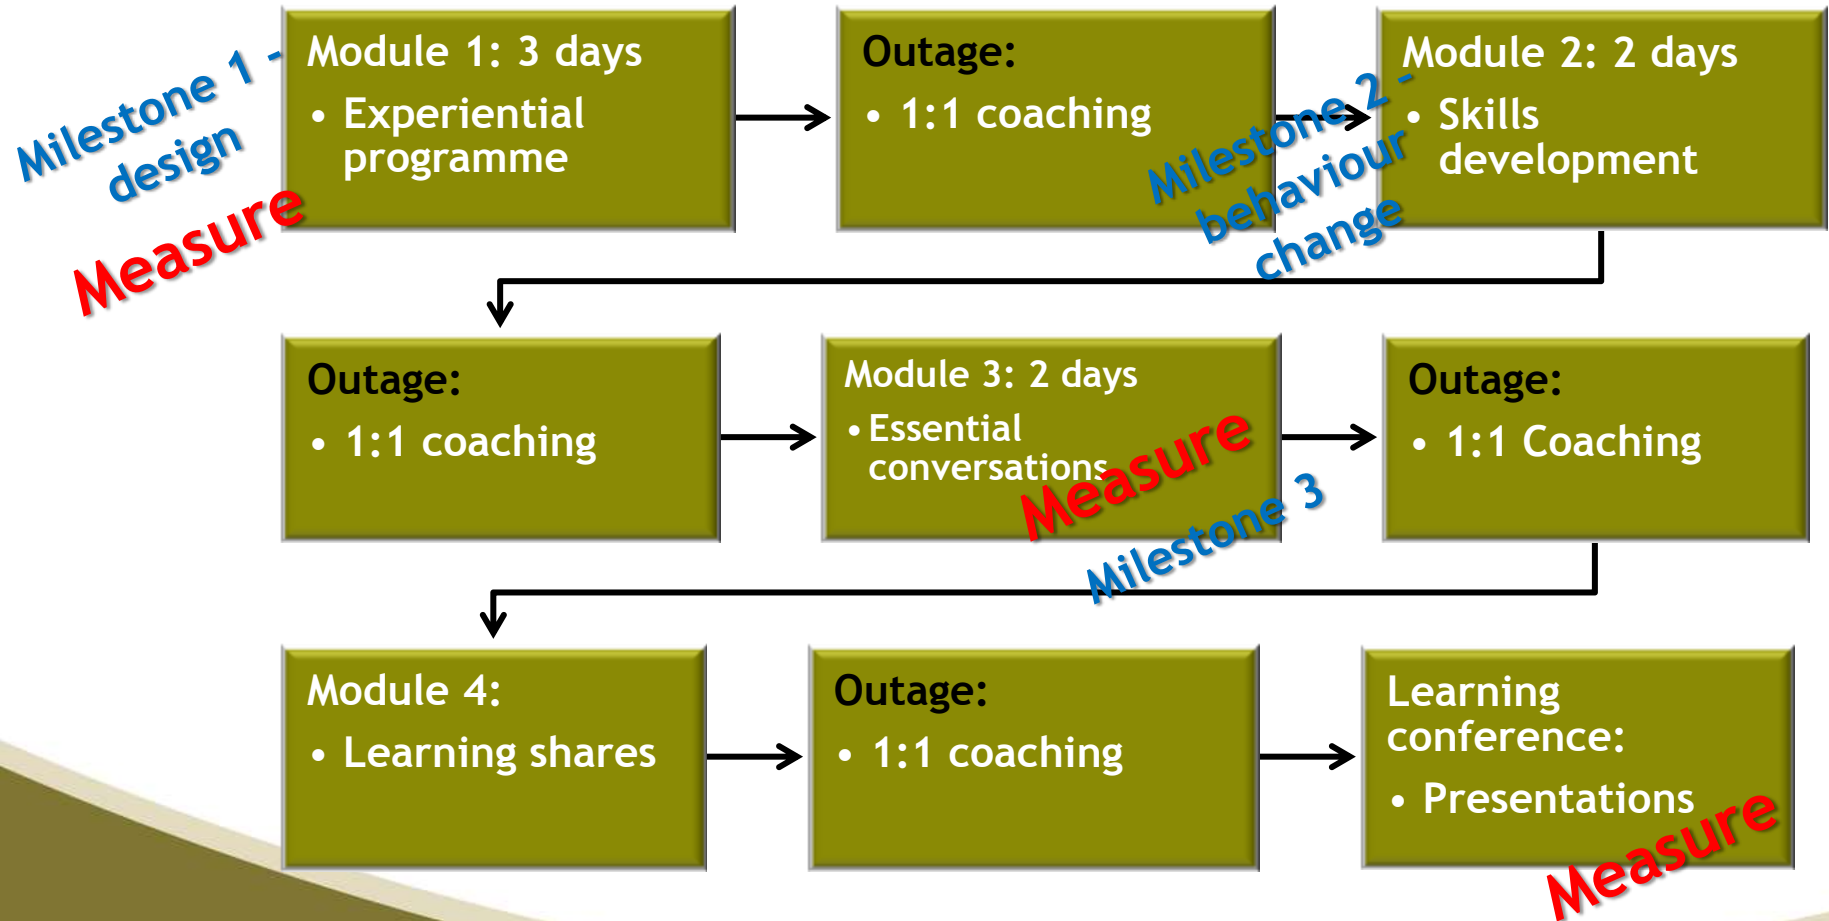 Milestone 1 -
design
Measure
Module 1: 3 days
• Experiential
programme
Outage:
• 1:1 coaching
Milestone 2 -
behaviour
change
Module 2: 2 days
• Skills
development
Outage:
• 1:1 coaching
Module 3: 2 days
• Essential
conversations
Measure
Milestone 3
Outage:
• 1:1 Coaching
Module 4:
• Learning shares
Outage:
• 1:1 coaching
Learning
conference:
• Presentations
Measure